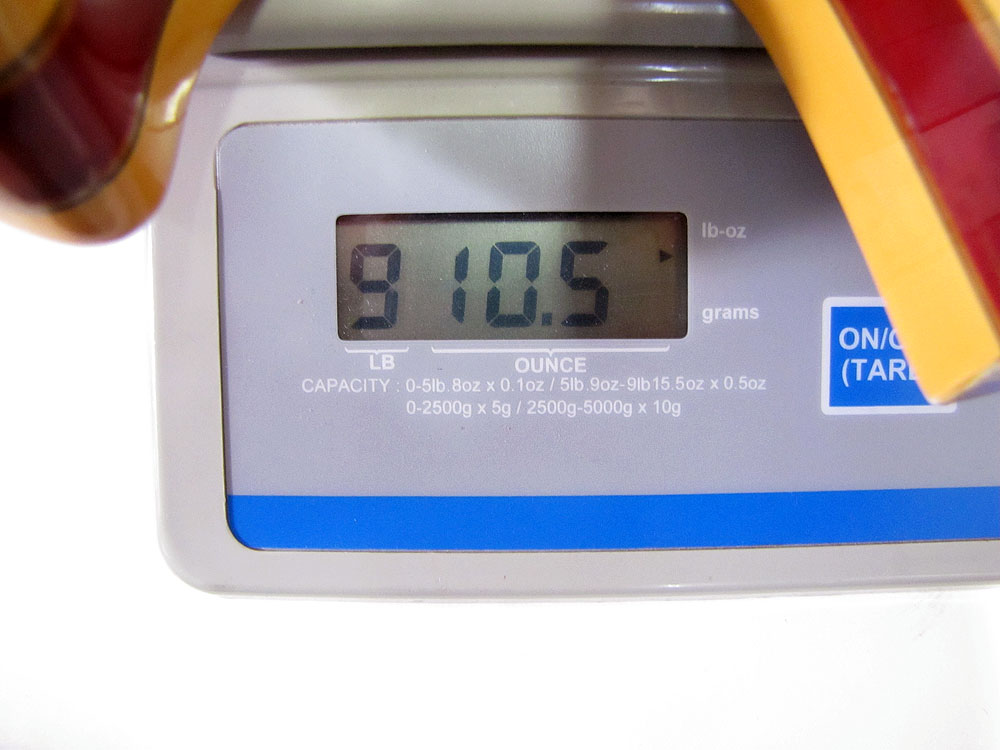 9 10.5
lb-oz
grams
LB
OUNCE
CAPACITY : 0-5lb.8oz x 0.1oz / 5lb.9oz-9lb15.5oz x 0.5oz
0-2500g x 5g / 2500g-5000g x 10g